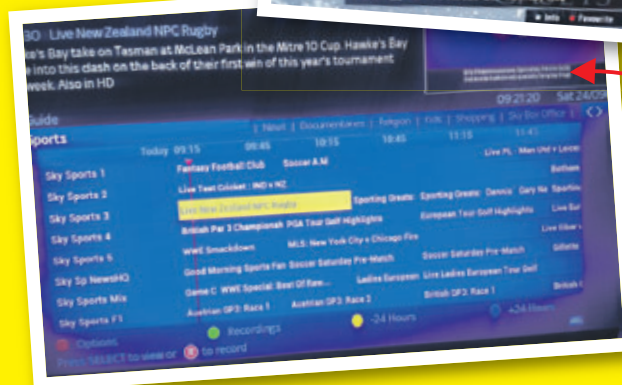 Info Favourite
30 Live New Zealand NPC Rugby
ke's Bay take on Tasman at McLean Park in the Mitre 10 Cup. Hawke's Bay
e into this clash on the back of their first win of this year's tournament
week. Also in HD
09:21:20 Sat 24/09
Guide
ports
| News | Documentaries | Religion | Kids | Shopping | Sky Box Office |
Today 09:15 09:45 10:15 10:45 11:15 11:45
Sky Sports 1 Fantasy Football Club Soccer A.M Live PL: Man Utd v Leices
Sky Sports 2 Live Test Cricket: IND v NZ
Sky Sports 3 Live New Zealand NPC Rugby Sporting Greats: Sporting Greats: Dennis Gary Ne Sportin
Sky Sports 4 British Par 3 Championsh PGA Tour Golf Highlights European Tour Golf Highlights Live Eur
Sky Sports 5 WWE Smackdown MLS: New York City v Chicago Fire
Sky Sp NewsHQ Good Morning Sports Fan Soccer Saturday Pre-Match Soccer Saturday Pre-Match Gillette
Sky Sports Mix Game C WWE Special: Best Of Raw... Ladies European Live Ladies European Tour Golf
Sky Sports F1 Austrian GP3: Race 1 Austrian GP3: Race 2 British GP3: Race 1 British G
Options Recordings -24 Hours +24 Hours
Press SELECT to view or R to record